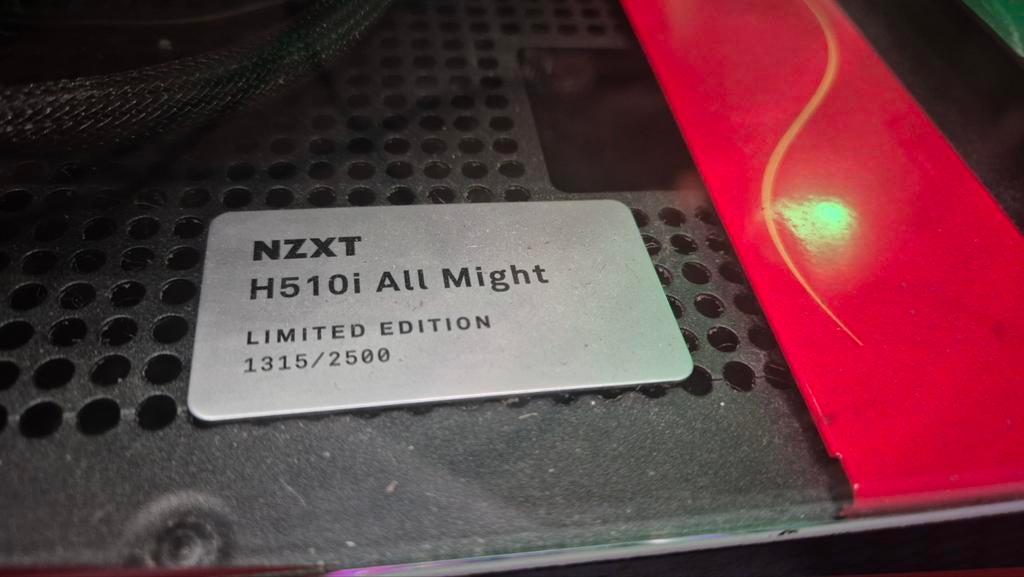 NZXT
H510i All Might
LIMITED EDITION
1315/2500